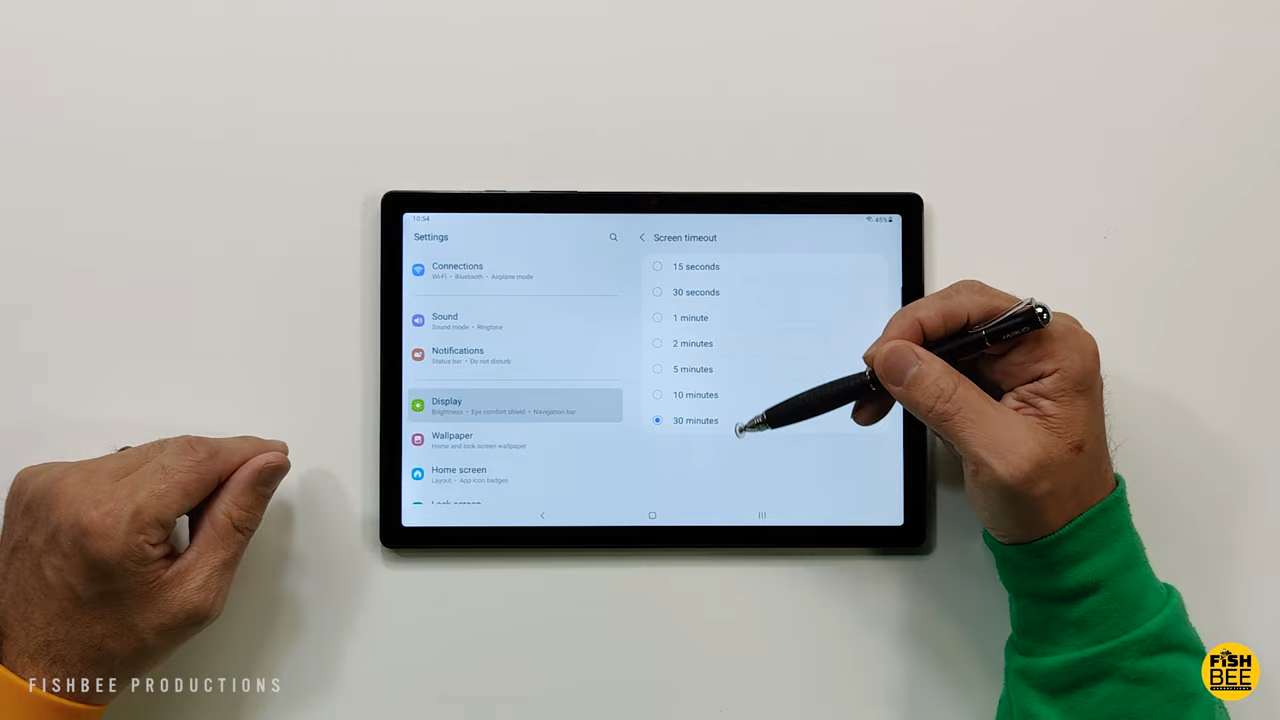 10:54
45%
Settings
Connections
Wi-Fi • Bluetooth • Airplane mode
Sound
Sound mode • Ringtone
Notifications
Status bar • Do not disturb
Display
Brightness • Eye comfort shield • Navigation bar
Wallpaper
Home and lock screen wallpaper
Home screen
Layout • App icon badges
Lock screen
Screen timeout
15 seconds
30 seconds
1 minute
2 minutes
5 minutes
10 minutes
30 minutes
FISHBEE PRODUCTIONS
FISH
BEE
PRODUCTIONS